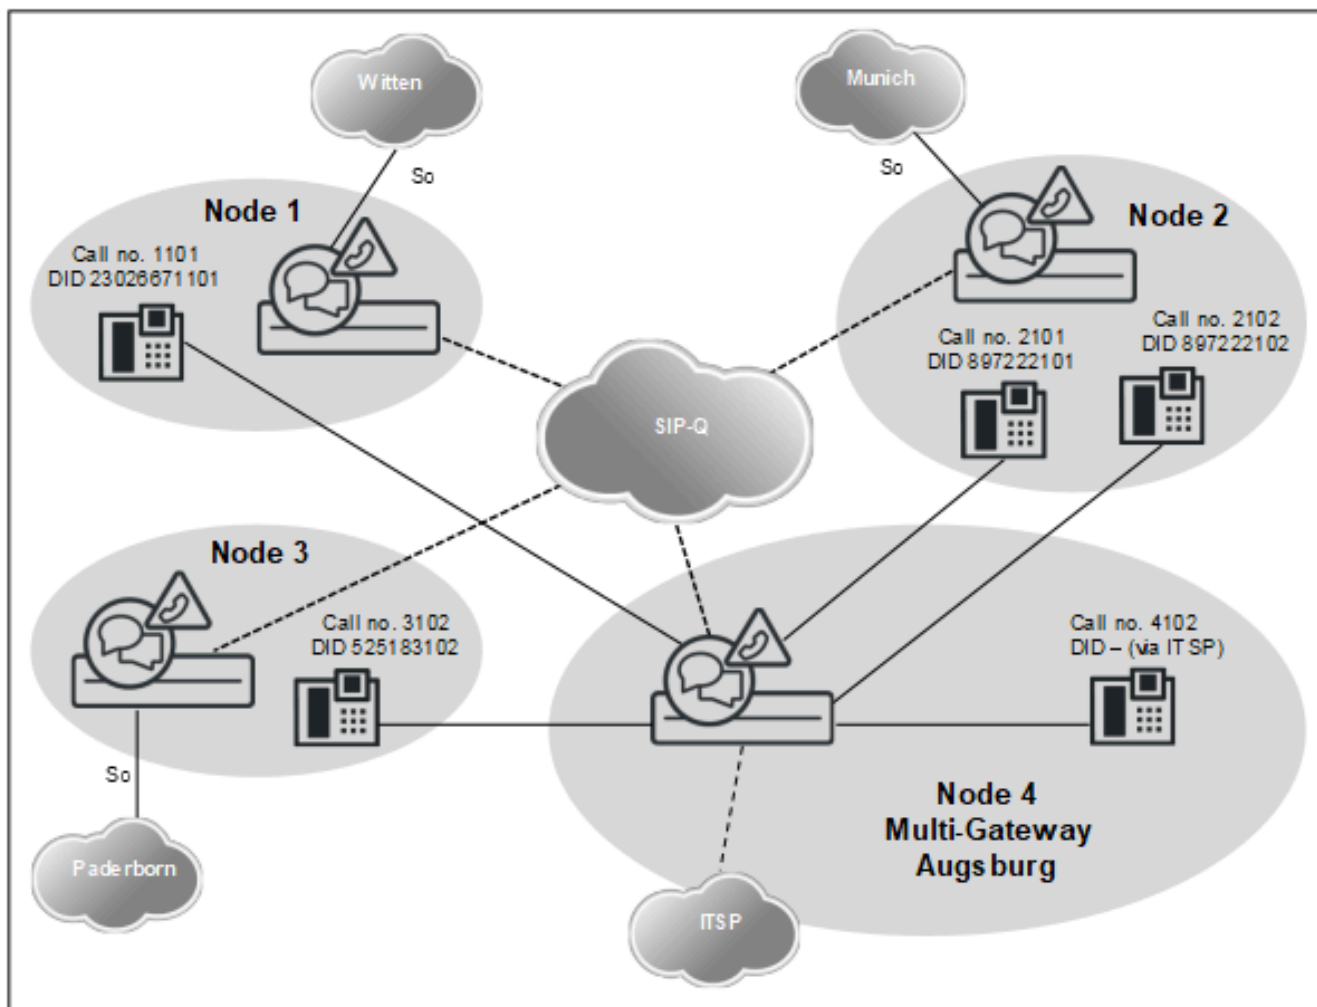 Witten
So
Munich
So
Node 1
Call no. 1101
DID 23026671101
Node 2
Call no. 2101
DID 897222101
Call no. 2102
DID 897222102
SIP-Q
Node 3
Call no. 3102
DID 525183102
So
Paderborn
Call no. 4102
DID – (via ITSP)
Node 4
Multi-Gateway
Augsburg
ITSP